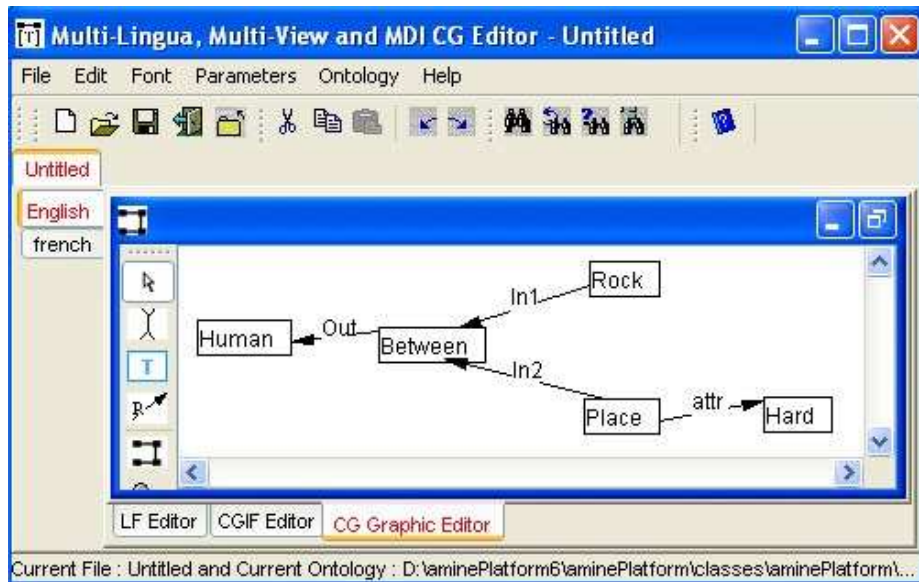 [T] Multi-Lingua, Multi-View and MDI CG Editor - Untitled
File Edit Font Parameters Ontology Help
Untitled
English
french
T
R
Rock
In1
Human
Out
Between
In2
Place
attr
Hard
LF Editor CGIF Editor CG Graphic Editor
Current File : Untitled and Current Ontology : D:\aminePlatform6\aminePlatform\classes\aminePlatform\...